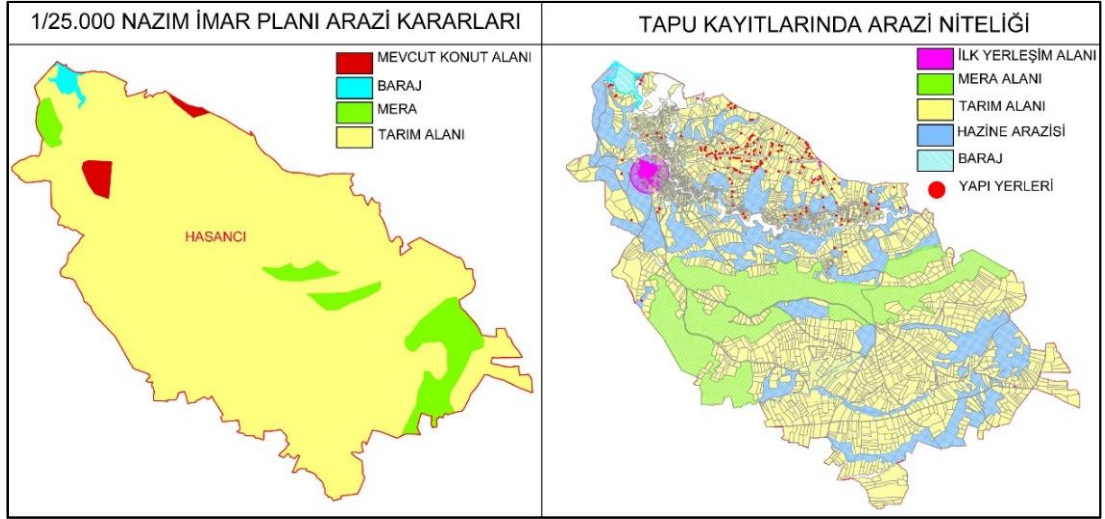 1/25.000 NAZIM İMAR PLANI ARAZİ KARARLARI
MEVCUT KONUT ALANI
BARAJ
MERA
TARIM ALANI
HASANCI
TAPU KAYITLARINDA ARAZİ NİTELİĞİ
İLK YERLEŞİM ALANI
MERA ALANI
TARIM ALANI
HAZİNE ARAZİSİ
BARAJ
YAPI YERLERİ